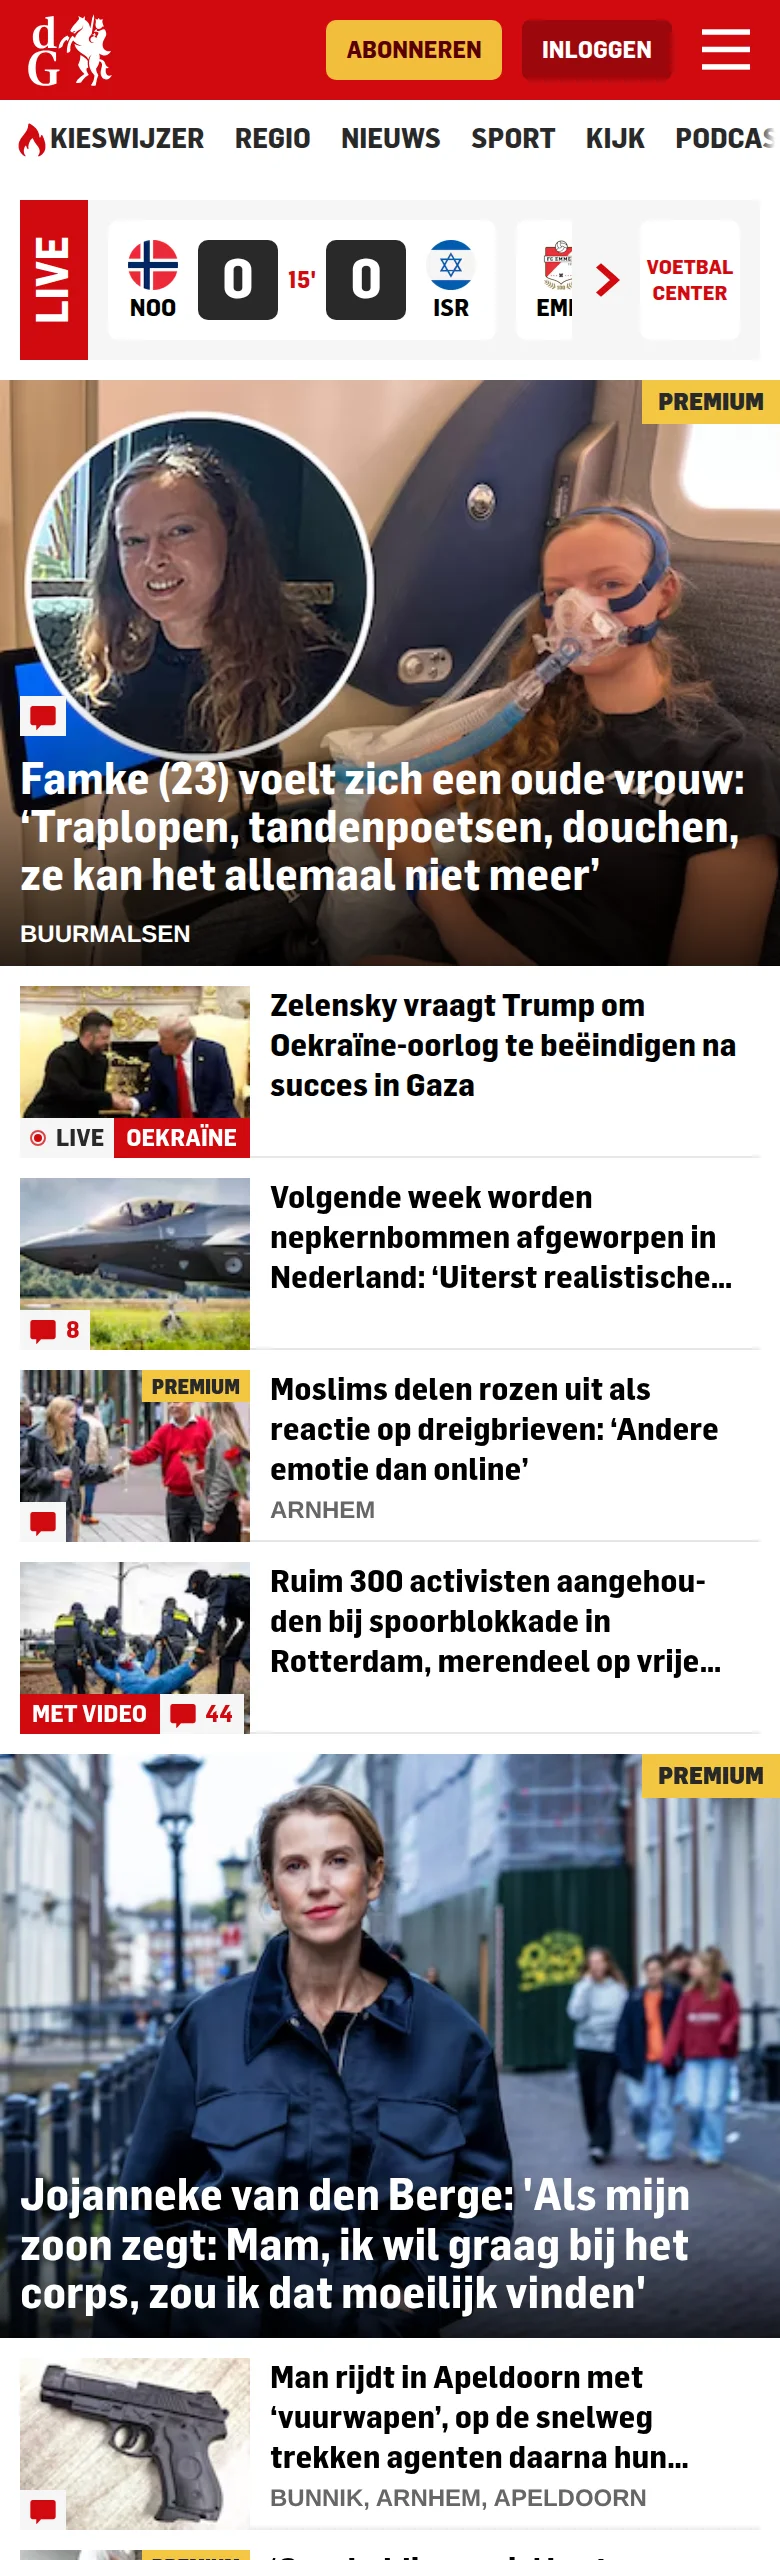 dG
ABONNEREN
INLOGGEN
KIESWIJZER REGIO NIEUWS SPORT KIJK PODCAS
LIVE
0 15' 0
NOO ISR
FC EMME
EMI
VOETBAL
CENTER
PREMIUM
Famke (23) voelt zich een oude vrouw:
‘Traplopen, tandenpoetsen, douchen,
ze kan het allemaal niet meer’
BUURMALSEN
Zelensky vraagt Trump om
Oekraïne-oorlog te beëindigen na
succes in Gaza
LIVE OEKRAÏNE
Volgende week worden
nepkernbommen afgeworpen in
Nederland: ‘Uiterst realistische...
8
PREMIUM
Moslims delen rozen uit als
reactie op dreigbrieven: ‘Andere
emotie dan online’
ARNHEM
Ruim 300 activisten aangehou-
den bij spoorblokkade in
Rotterdam, merendeel op vrije...
MET VIDEO 44
PREMIUM
Jojanneke van den Berge: 'Als mijn
zoon zegt: Mam, ik wil graag bij het
corps, zou ik dat moeilijk vinden'
Man rijdt in Apeldoorn met
‘vuurwapen’, op de snelweg
trekken agenten daarna hun...
BUNNIK, ARNHEM, APELDOORN
PREMIUM